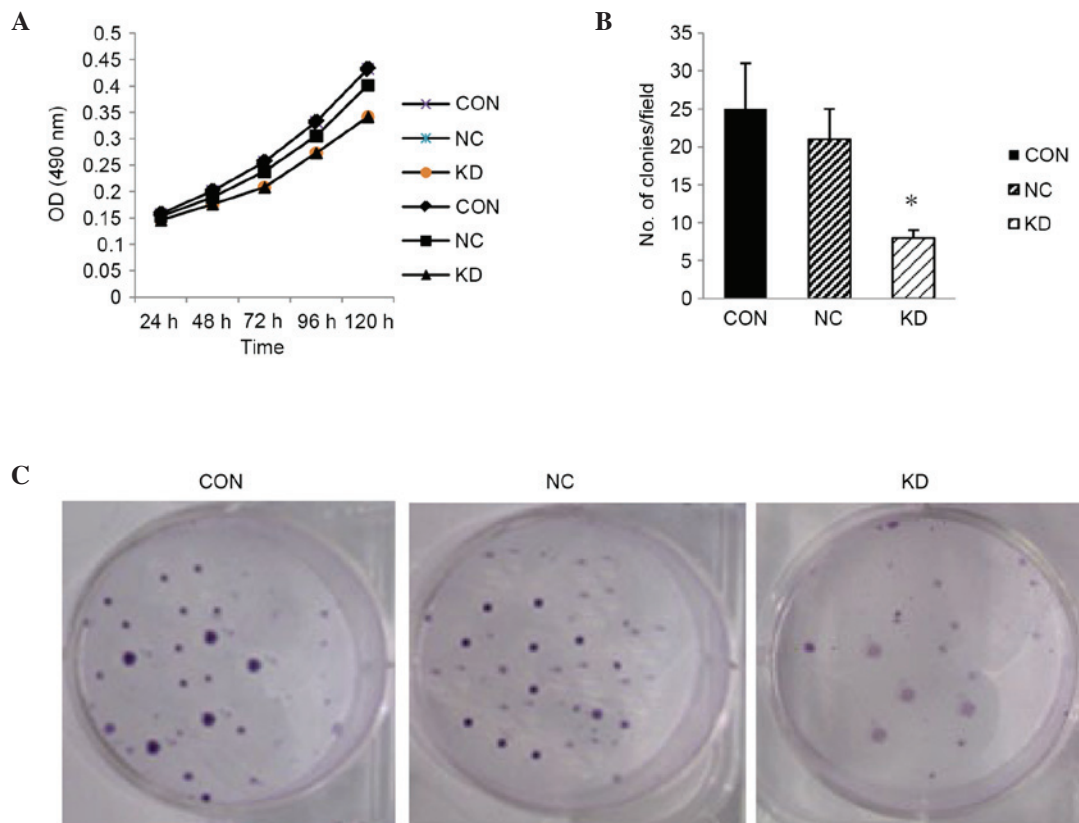 A
0.5
0.45
0.4
0.35
0.3
0.25
0.2
0.15
0.1
0.05
0
OD (490 nm)
24 h 48 h 72 h 96 h 120 h
Time
CON
NC
KD
CON
NC
KD
B
35
30
25
20
15
10
5
0
No. of clonies/field
*
CON NC KD
CON
NC
KD
C
CON NC KD